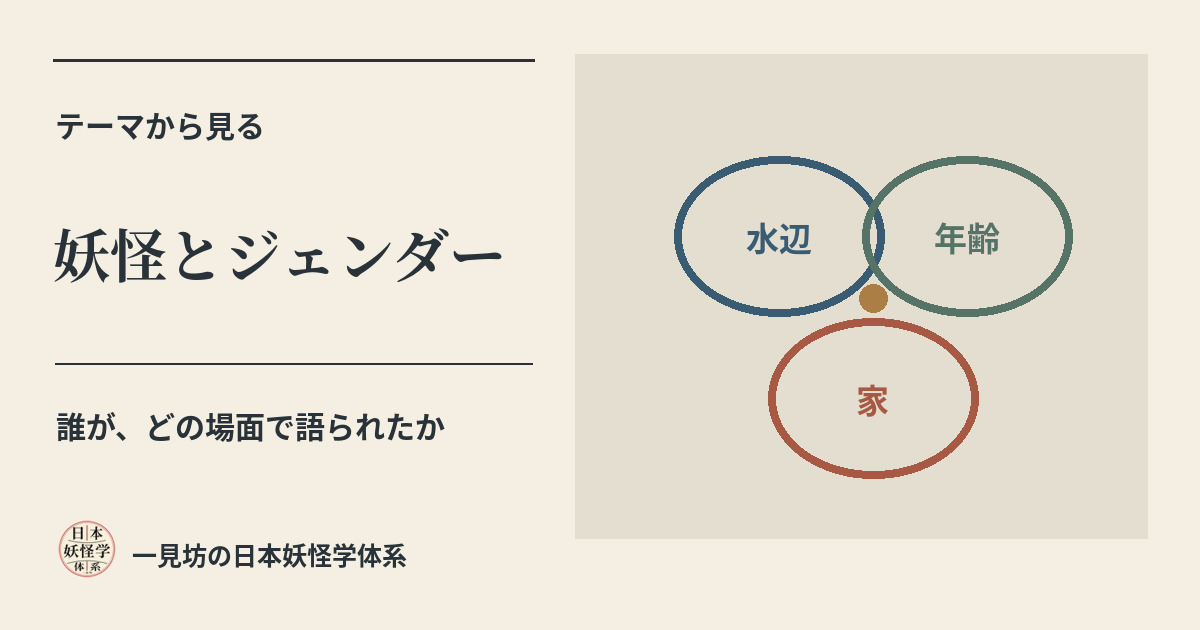 テーマから見る
妖怪とジェンダー
誰が、どの場面で語られたか
日本
妖怪学
体系
一見坊の日本妖怪学体系
水辺
年齢
家